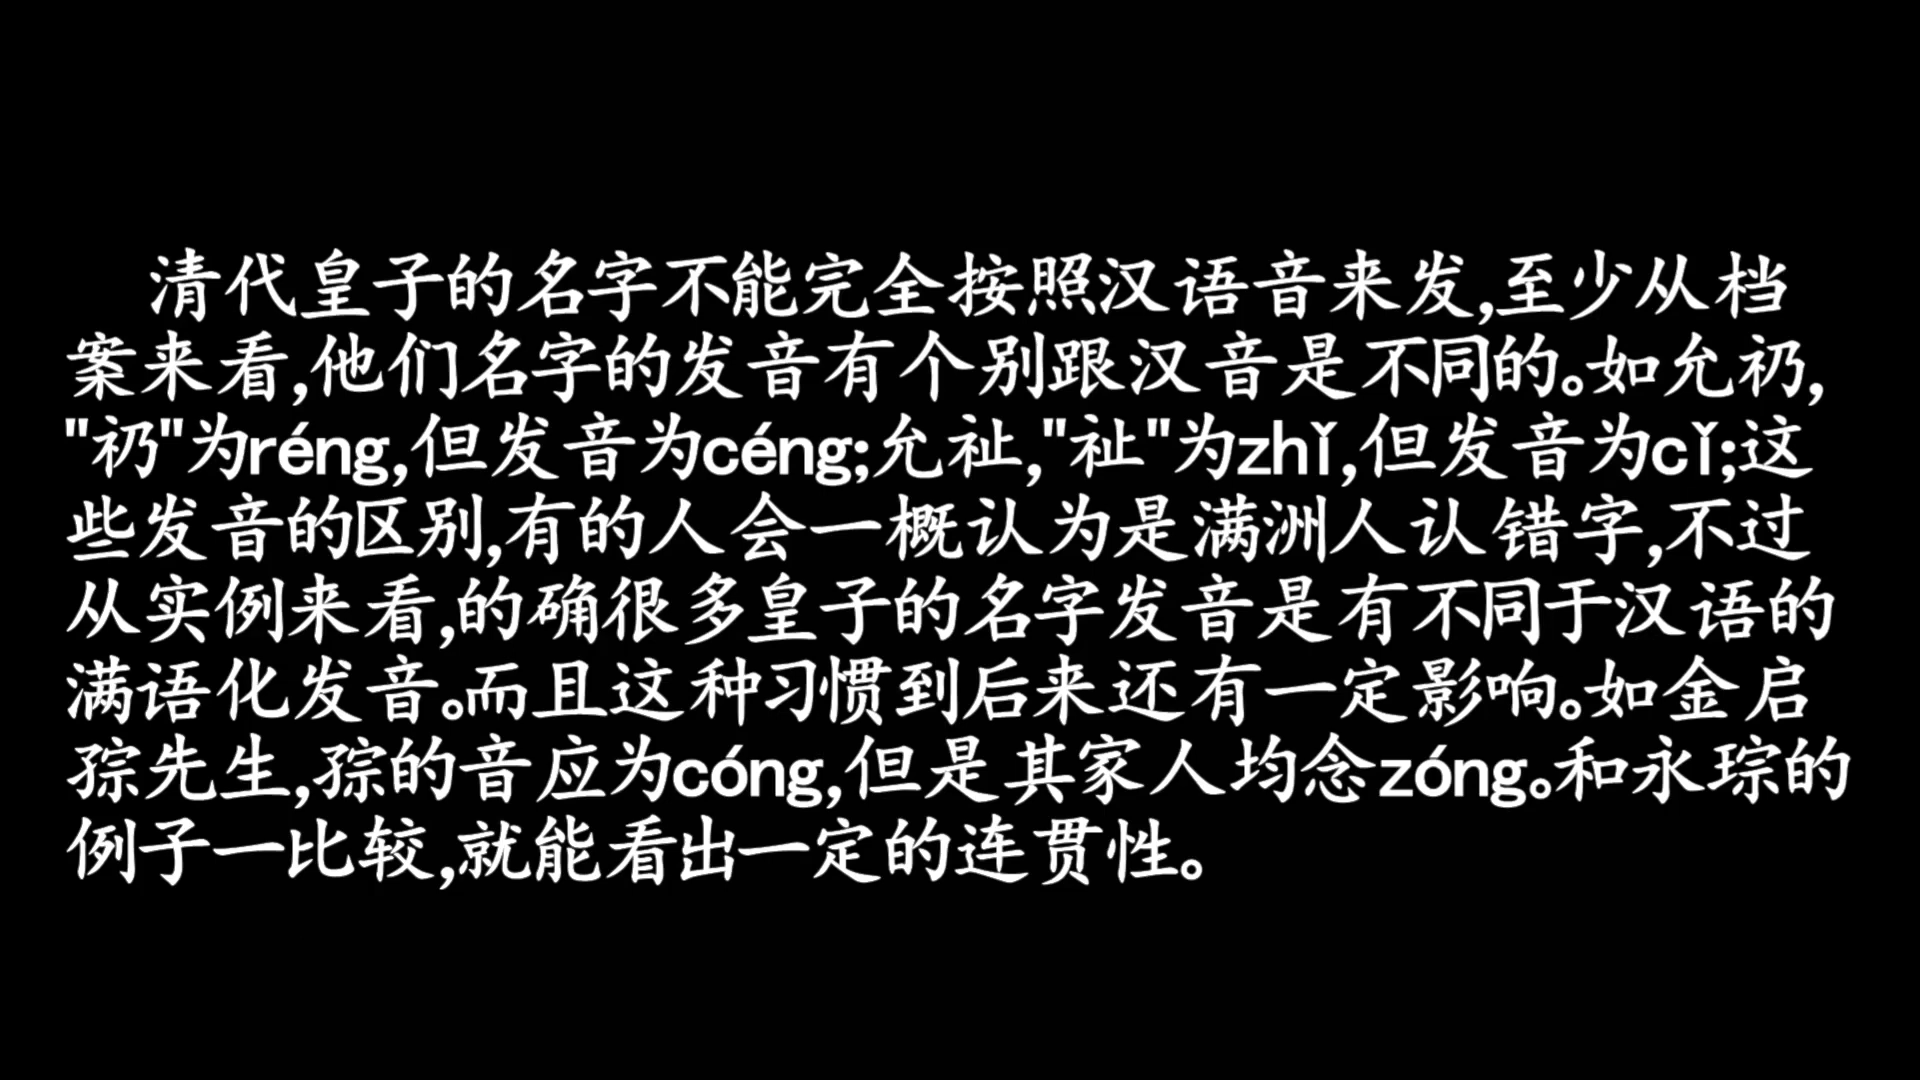 清代皇子的名字不能完全按照汉语音来发,至少从档
案来看,他们名字的发音有个别跟汉音是不同的。如允礽,
"礽"为réng,但发音为céng;允祉,"祉"为zhǐ,但发音为cǐ;这
些发音的区别,有的人会一概认为是满洲人认错字,不过
从实例来看,的确很多皇子的名字发音是有不同于汉语的
满语化发音。而且这种习惯到后来还有一定影响。如金启
孮先生,孮的音应为cóng,但是其家人均念zóng。和永琮的
例子一比较,就能看出一定的连贯性。